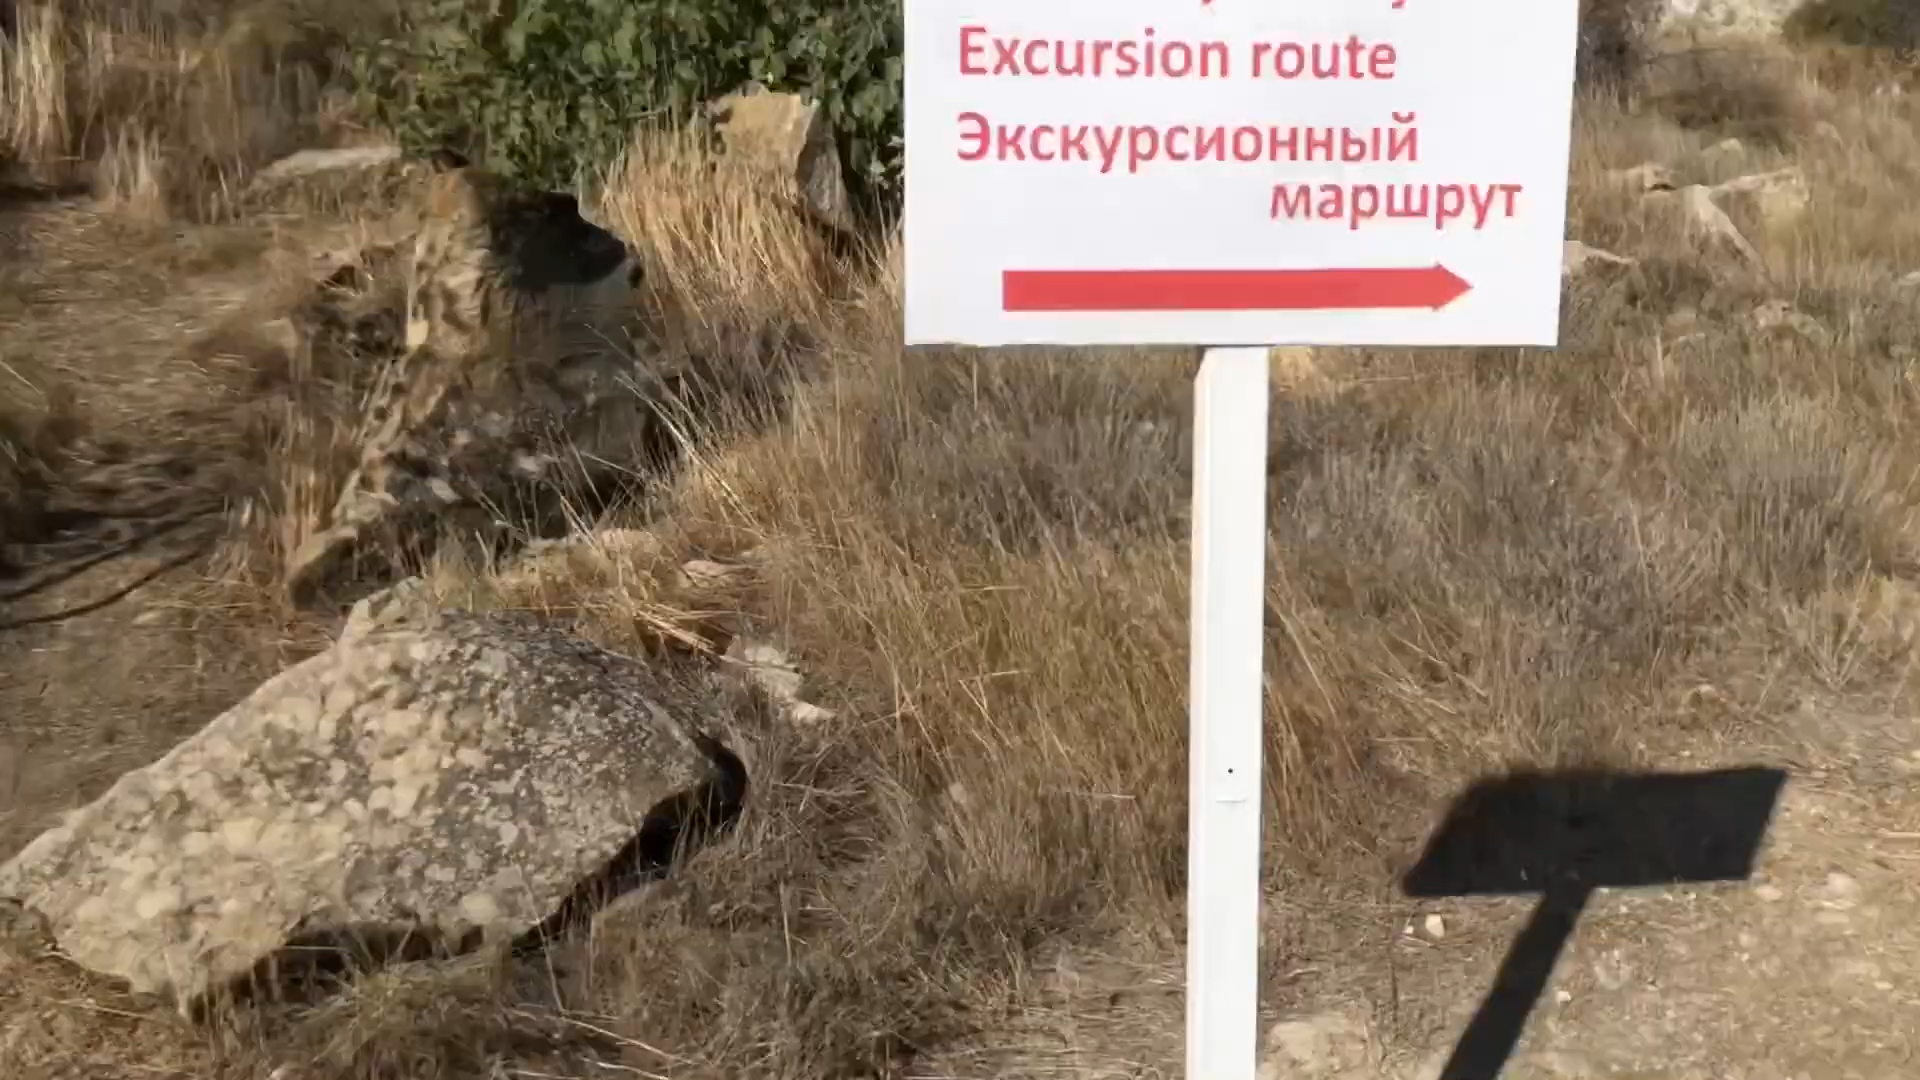 Excursion route
Экскурсионный
маршрут